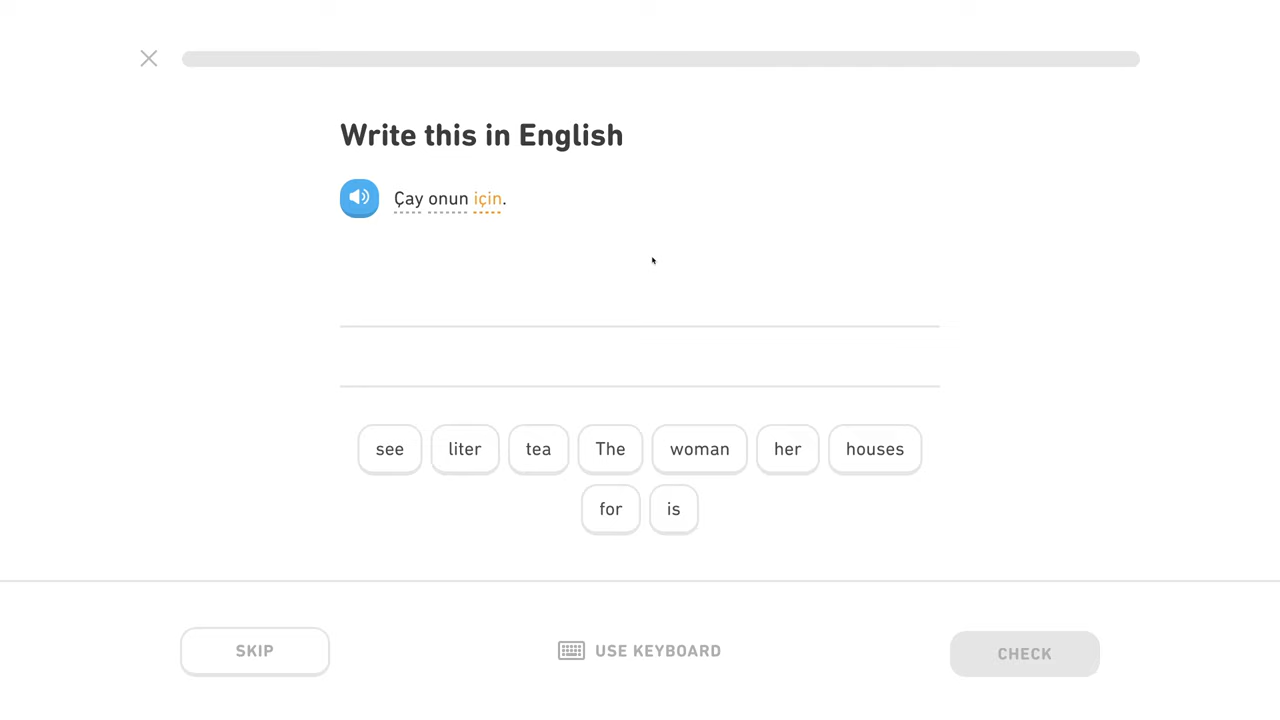 Write this in English
Çay onun için.
see liter tea The woman her houses
for is
SKIP USE KEYBOARD CHECK